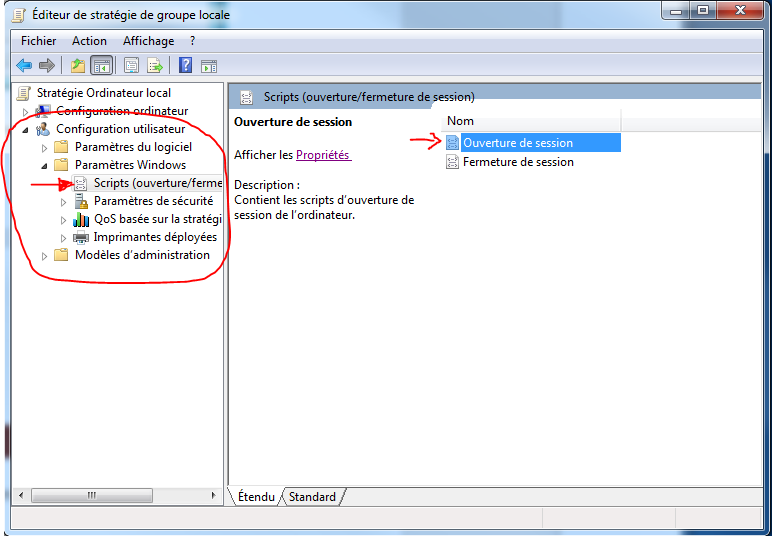 Éditeur de stratégie de groupe locale
Fichier Action Affichage ?
Stratégie Ordinateur local
Configuration ordinateur
Configuration utilisateur
Paramètres du logiciel
Paramètres Windows
Scripts (ouverture/ferme
Paramètres de sécurité
QoS basée sur la stratégi
Imprimantes déployées
Modèles d'administration
Scripts (ouverture/fermeture de session)
Ouverture de session
Afficher les Propriétés
Description :
Contient les scripts d'ouverture de
session de l'ordinateur.
Nom
Ouverture de session
Fermeture de session
Étendu Standard